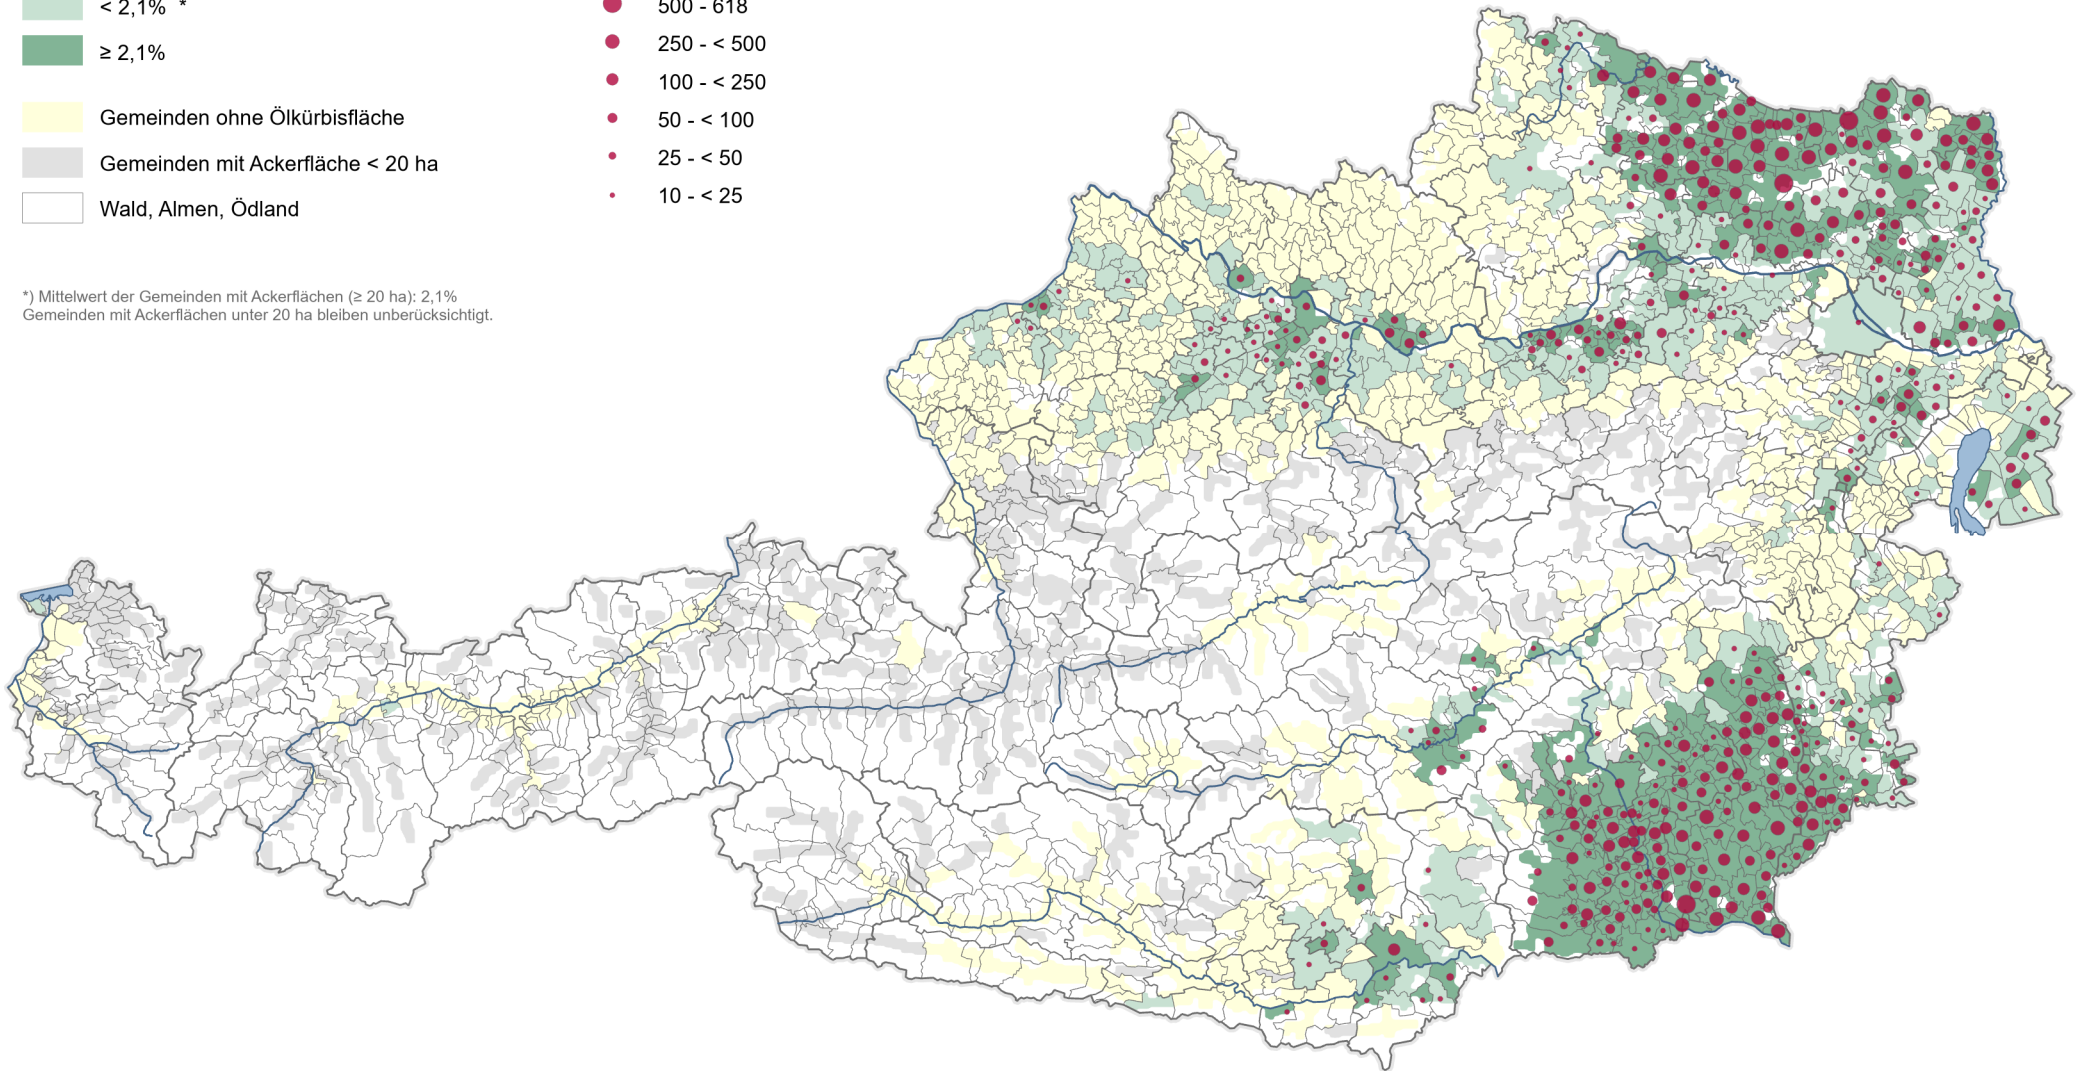 < 2,1% *
≥ 2,1%
Gemeinden ohne Ölkürbisfläche
Gemeinden mit Ackerfläche < 20 ha
Wald, Almen, Ödland
500 - 618
250 - < 500
100 - < 250
50 - < 100
25 - < 50
10 - < 25
*) Mittelwert der Gemeinden mit Ackerflächen (≥ 20 ha): 2,1%
Gemeinden mit Ackerflächen unter 20 ha bleiben unberücksichtigt.